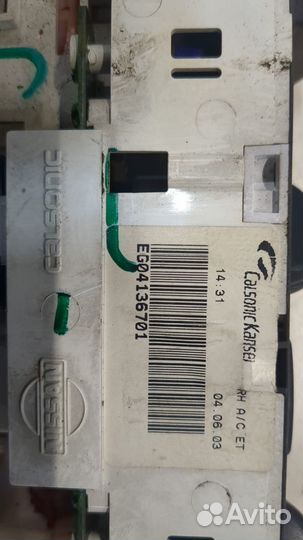 CALSONIC
NISSAN
EG04136701
14:31
CalsonicKansei
RH A/C ET
04.06.03
Avito